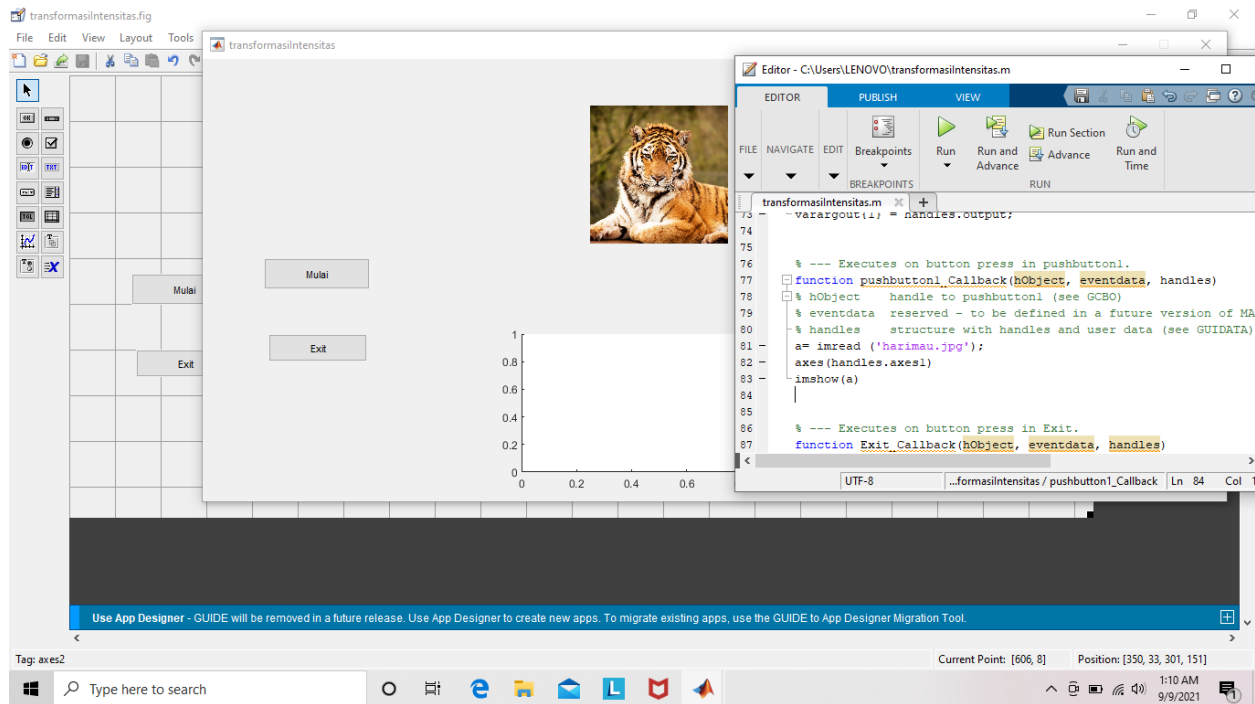 transformasiIntensitas.fig
File Edit View Layout Tools
transformasiIntensitas
Mulai
Exit
Mulai
Exit
1
0.8
0.6
0.4
0.2
0
0 0.2 0.4 0.6
Editor - C:\Users\LENOVO\transformasiIntensitas.m
EDITOR PUBLISH VIEW
FILE NAVIGATE EDIT Breakpoints Run Run and Advance Run Section Advance Run and Time
BREAKPOINTS RUN
transformasiIntensitas.m
73 varargout{1} = handles.output;
74
75
76 % --- Executes on button press in pushbutton1.
77 function pushbutton1_Callback(hObject, eventdata, handles)
78 % hObject handle to pushbutton1 (see GCBO)
79 % eventdata reserved - to be defined in a future version of MA
80 % handles structure with handles and user data (see GUIDATA)
81 a= imread ('harimau.jpg');
82 axes(handles.axes1)
83 imshow(a)
84
85
86 % --- Executes on button press in Exit.
87 function Exit_Callback(hObject, eventdata, handles)
UTF-8 ...formasiIntensitas / pushbutton1_Callback Ln 84 Col 1
Use App Designer - GUIDE will be removed in a future release. Use App Designer to create new apps. To migrate existing apps, use the GUIDE to App Designer Migration Tool.
Tag: axes2 Current Point: [606, 8] Position: [350, 33, 301, 151]
Type here to search
1:10 AM
9/9/2021